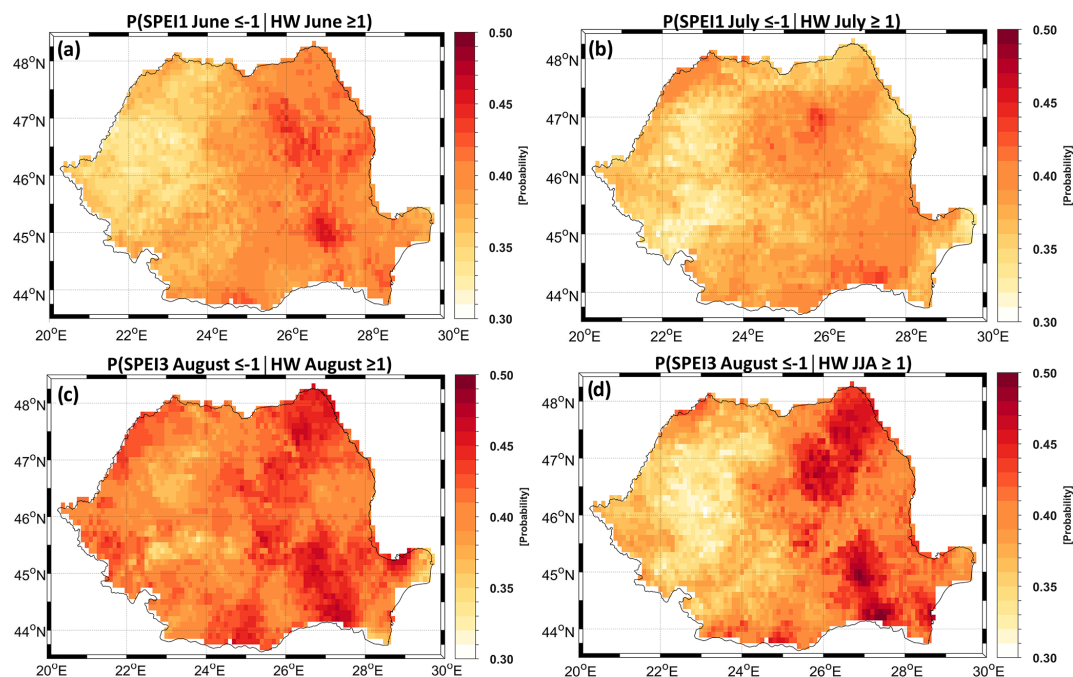 P(SPEI1 June ≤-1|HW June ≥1)
(a)
48°N
47°N
46°N
45°N
44°N
20°E 22°E 24°E 26°E 28°E 30°E
0.50
0.45
0.40
0.35
0.30
[Probability]
P(SPEI1 July ≤-1|HW July ≥ 1)
(b)
48°N
47°N
46°N
45°N
44°N
20°E 22°E 24°E 26°E 28°E 30°E
0.50
0.45
0.40
0.35
0.30
[Probability]
P(SPEI3 August ≤-1|HW August ≥1)
(c)
48°N
47°N
46°N
45°N
44°N
20°E 22°E 24°E 26°E 28°E 30°E
0.50
0.45
0.40
0.35
0.30
[Probability]
P(SPEI3 August ≤-1|HW JJA ≥ 1)
(d)
48°N
47°N
46°N
45°N
44°N
20°E 22°E 24°E 26°E 28°E 30°E
0.50
0.45
0.40
0.35
0.30
[Probability]